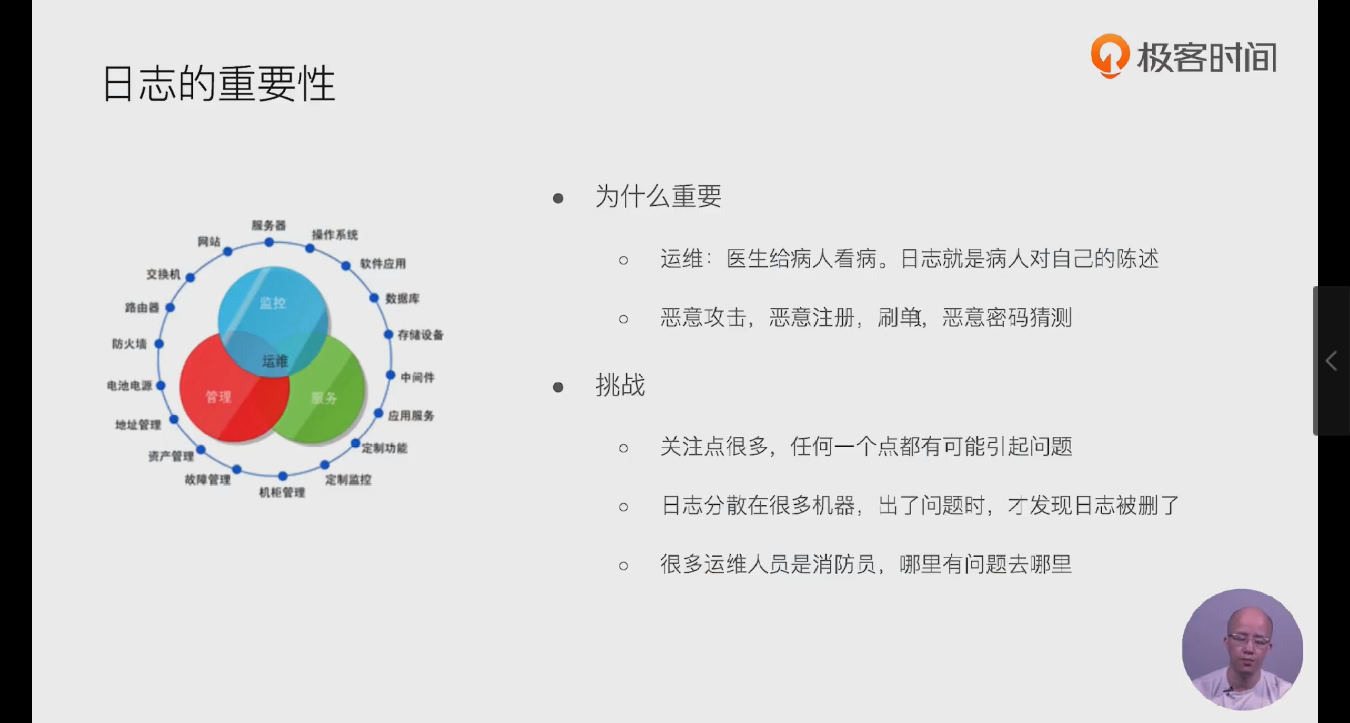 极客时间
日志的重要性
为什么重要
运维：医生给病人看病。日志就是病人对自己的陈述
恶意攻击，恶意注册，刷单，恶意密码猜测
挑战
关注点很多，任何一个点都有可能引起问题
日志分散在很多机器，出了问题时，才发现日志被删了
很多运维人员是消防员，哪里有问题去哪里
服务器
操作系统
软件应用
数据库
存储设备
中间件
应用服务
定制功能
定制监控
机柜管理
故障管理
资产管理
地址管理
电池电源
防火墙
路由器
交换机
网站
监控
运维
管理
服务